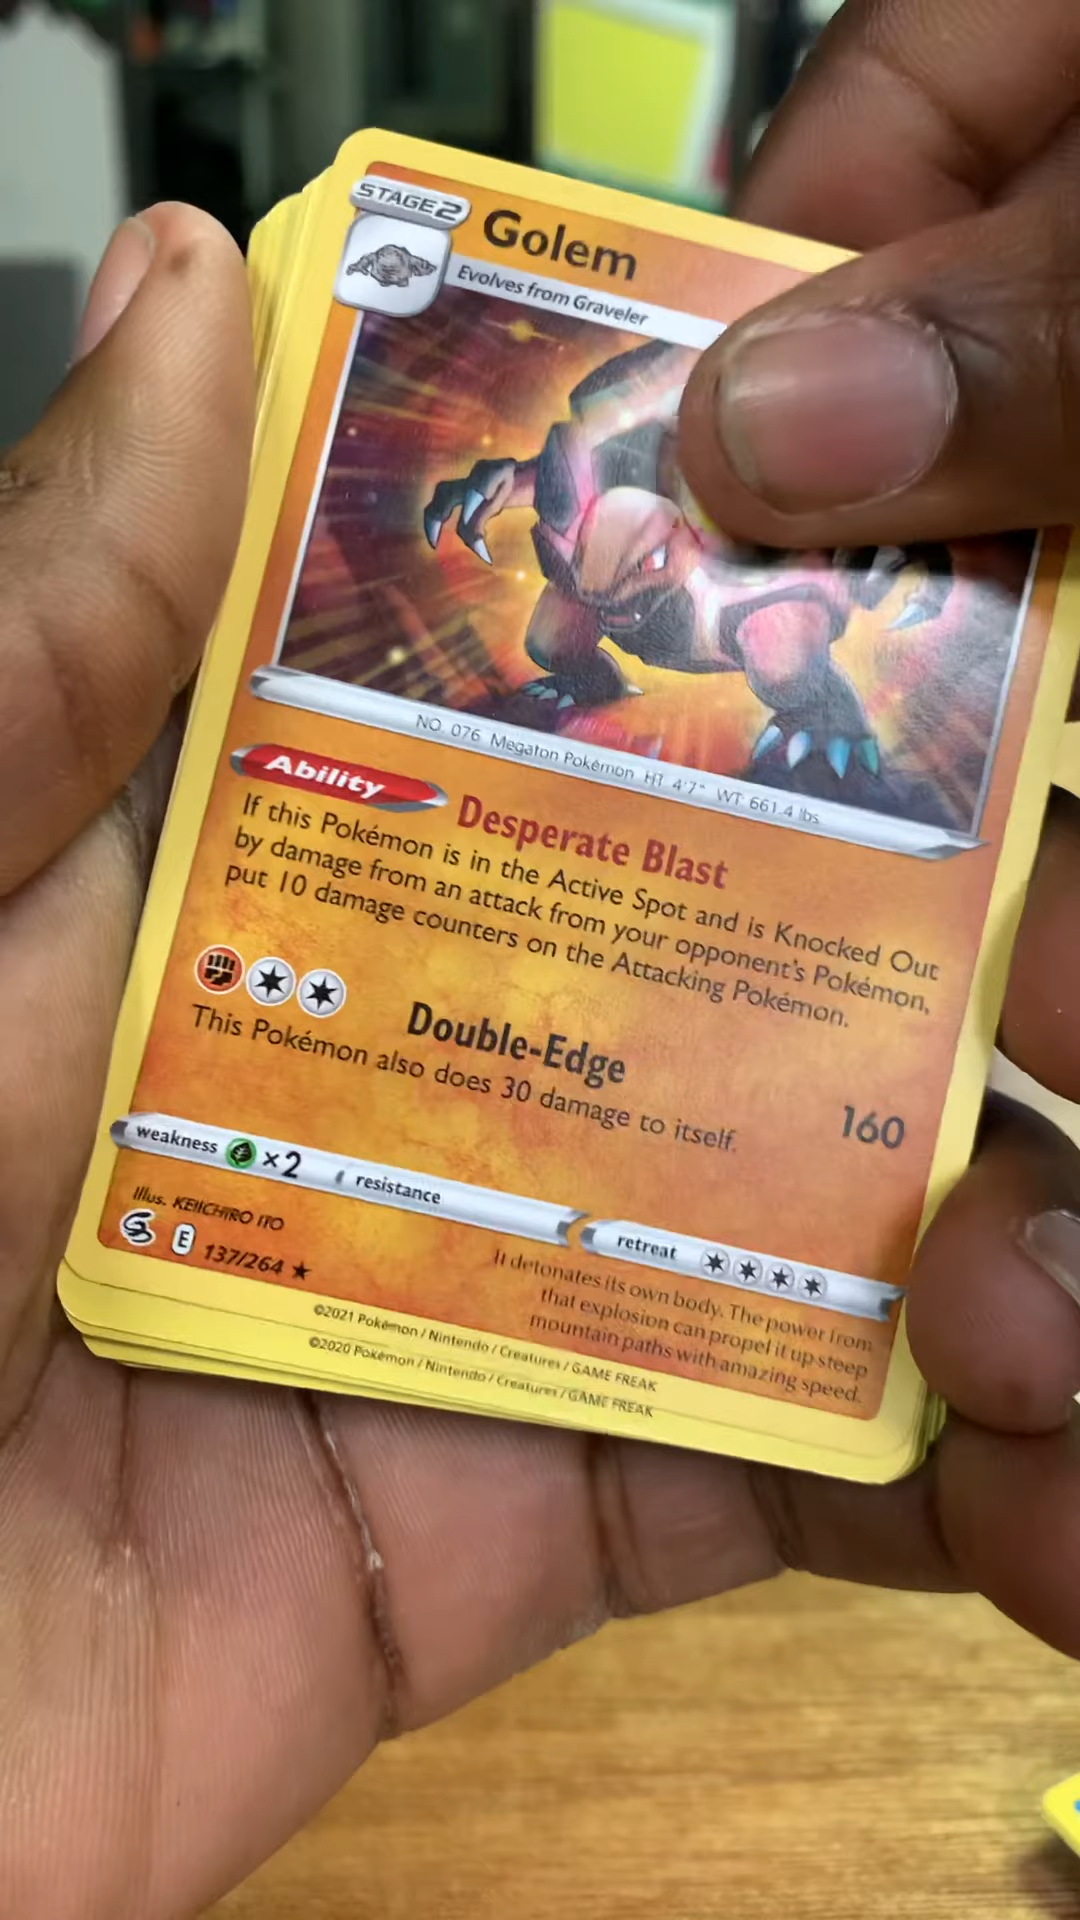 STAGE 2
Golem
Evolves from Graveler
NO. 076 Megaton Pokémon HT 4'7" WT: 661.4 lbs.
Ability
Desperate Blast
If this Pokémon is in the Active Spot and is Knocked Out
by damage from an attack from your opponent's Pokémon,
put 10 damage counters on the Attacking Pokémon.
Double-Edge
160
This Pokémon also does 30 damage to itself.
weakness ×2
resistance
retreat
Illus. KEIICHIRO ITO
E 137/264 ★
It detonates its own body. The power from
that explosion can propel it up steep
mountain paths with amazing speed.
©2021 Pokémon / Nintendo / Creatures / GAME FREAK
©2020 Pokémon / Nintendo / Creatures / GAME FREAK